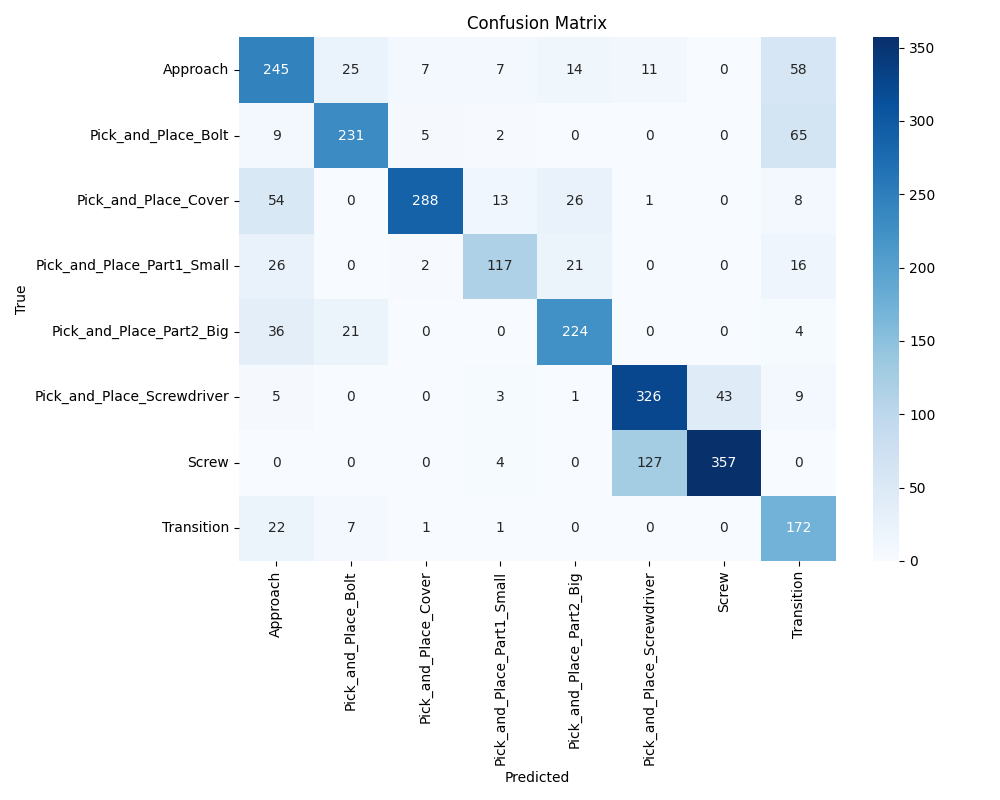 Confusion Matrix
Approach 245 25 7 7 14 11 0 58
Pick_and_Place_Bolt 9 231 5 2 0 0 0 65
Pick_and_Place_Cover 54 0 288 13 26 1 0 8
Pick_and_Place_Part1_Small 26 0 2 117 21 0 0 16
Pick_and_Place_Part2_Big 36 21 0 0 224 0 0 4
Pick_and_Place_Screwdriver 5 0 0 3 1 326 43 9
Screw 0 0 0 4 0 127 357 0
Transition 22 7 1 1 0 0 0 172
True
Approach
Pick_and_Place_Bolt
Pick_and_Place_Cover
Pick_and_Place_Part1_Small
Pick_and_Place_Part2_Big
Pick_and_Place_Screwdriver
Screw
Transition
Predicted
350
300
250
200
150
100
50
0